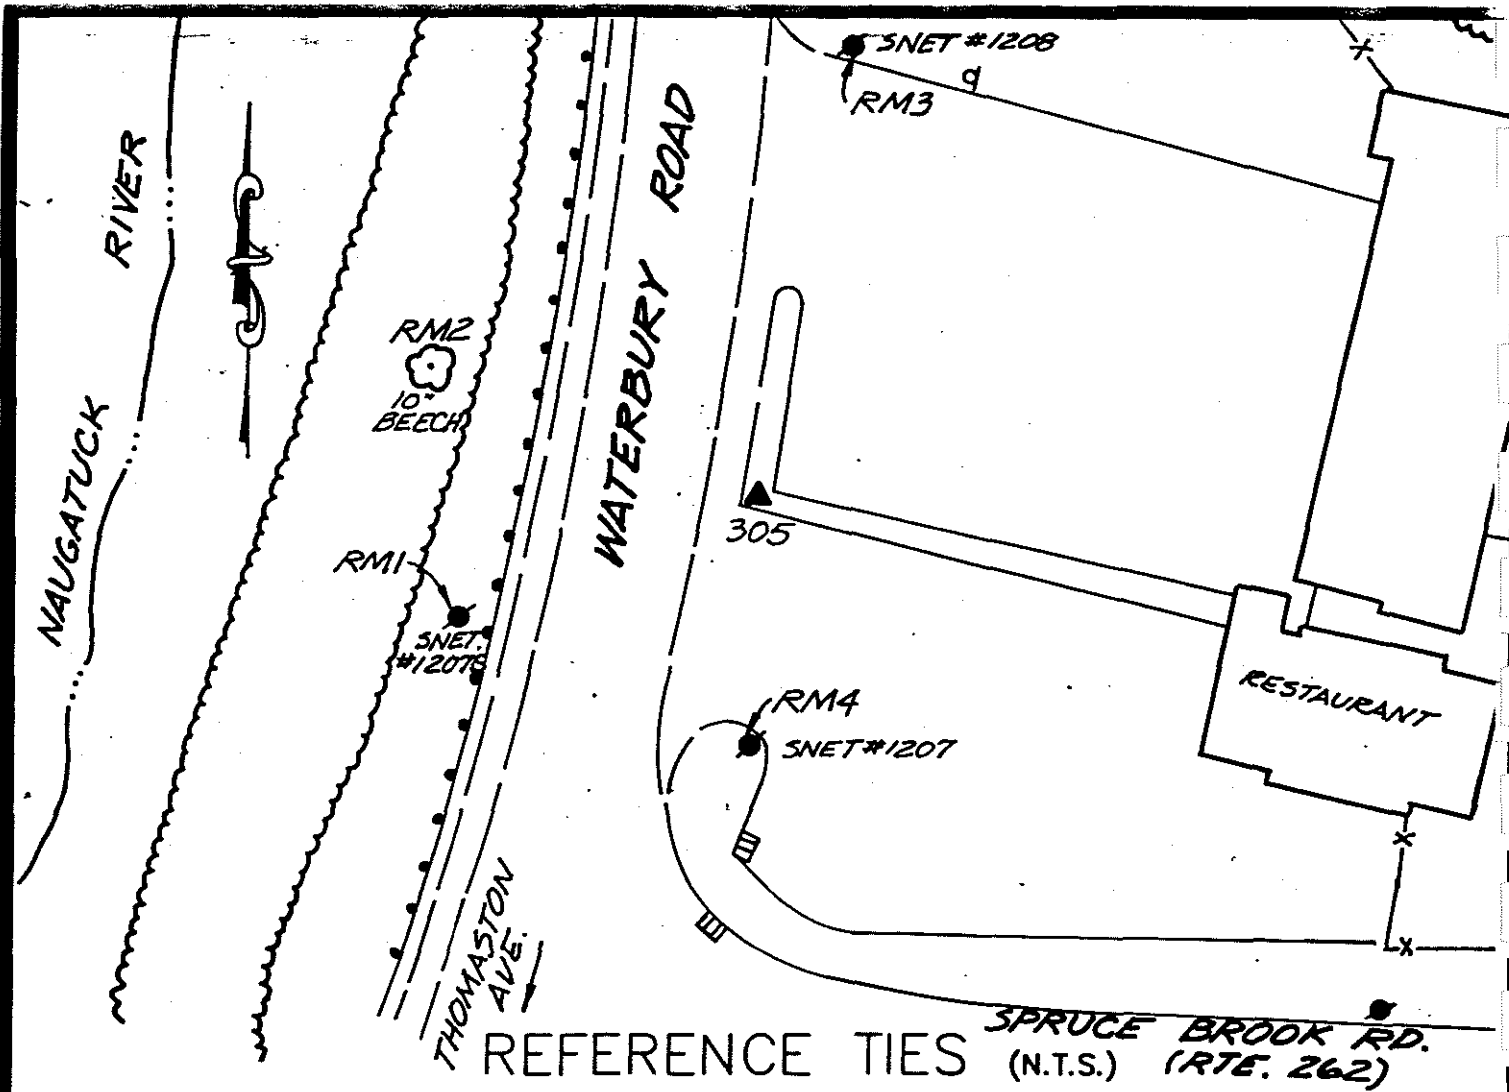 SNET #1208
RM3
WATERBURY ROAD
NAUGATUCK RIVER
RM2
10"
BEECH
305
RM1
SNET.
#12078
RM4
SNET#1207
RESTAURANT
THOMASTON
AVE.
SPRUCE BROOK RD.
REFERENCE TIES (N.T.S.) (RTE. 262)